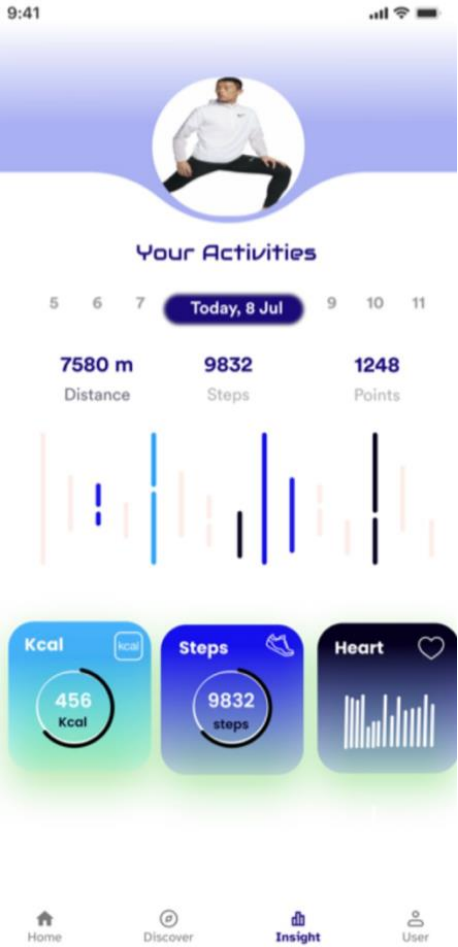 9:41
Your Activities
5 6 7 Today, 8 Jul 9 10 11
7580 m 9832 1248
Distance Steps Points
Kcal kcal Steps Heart
456 9832
Kcal steps
Home Discover Insight User